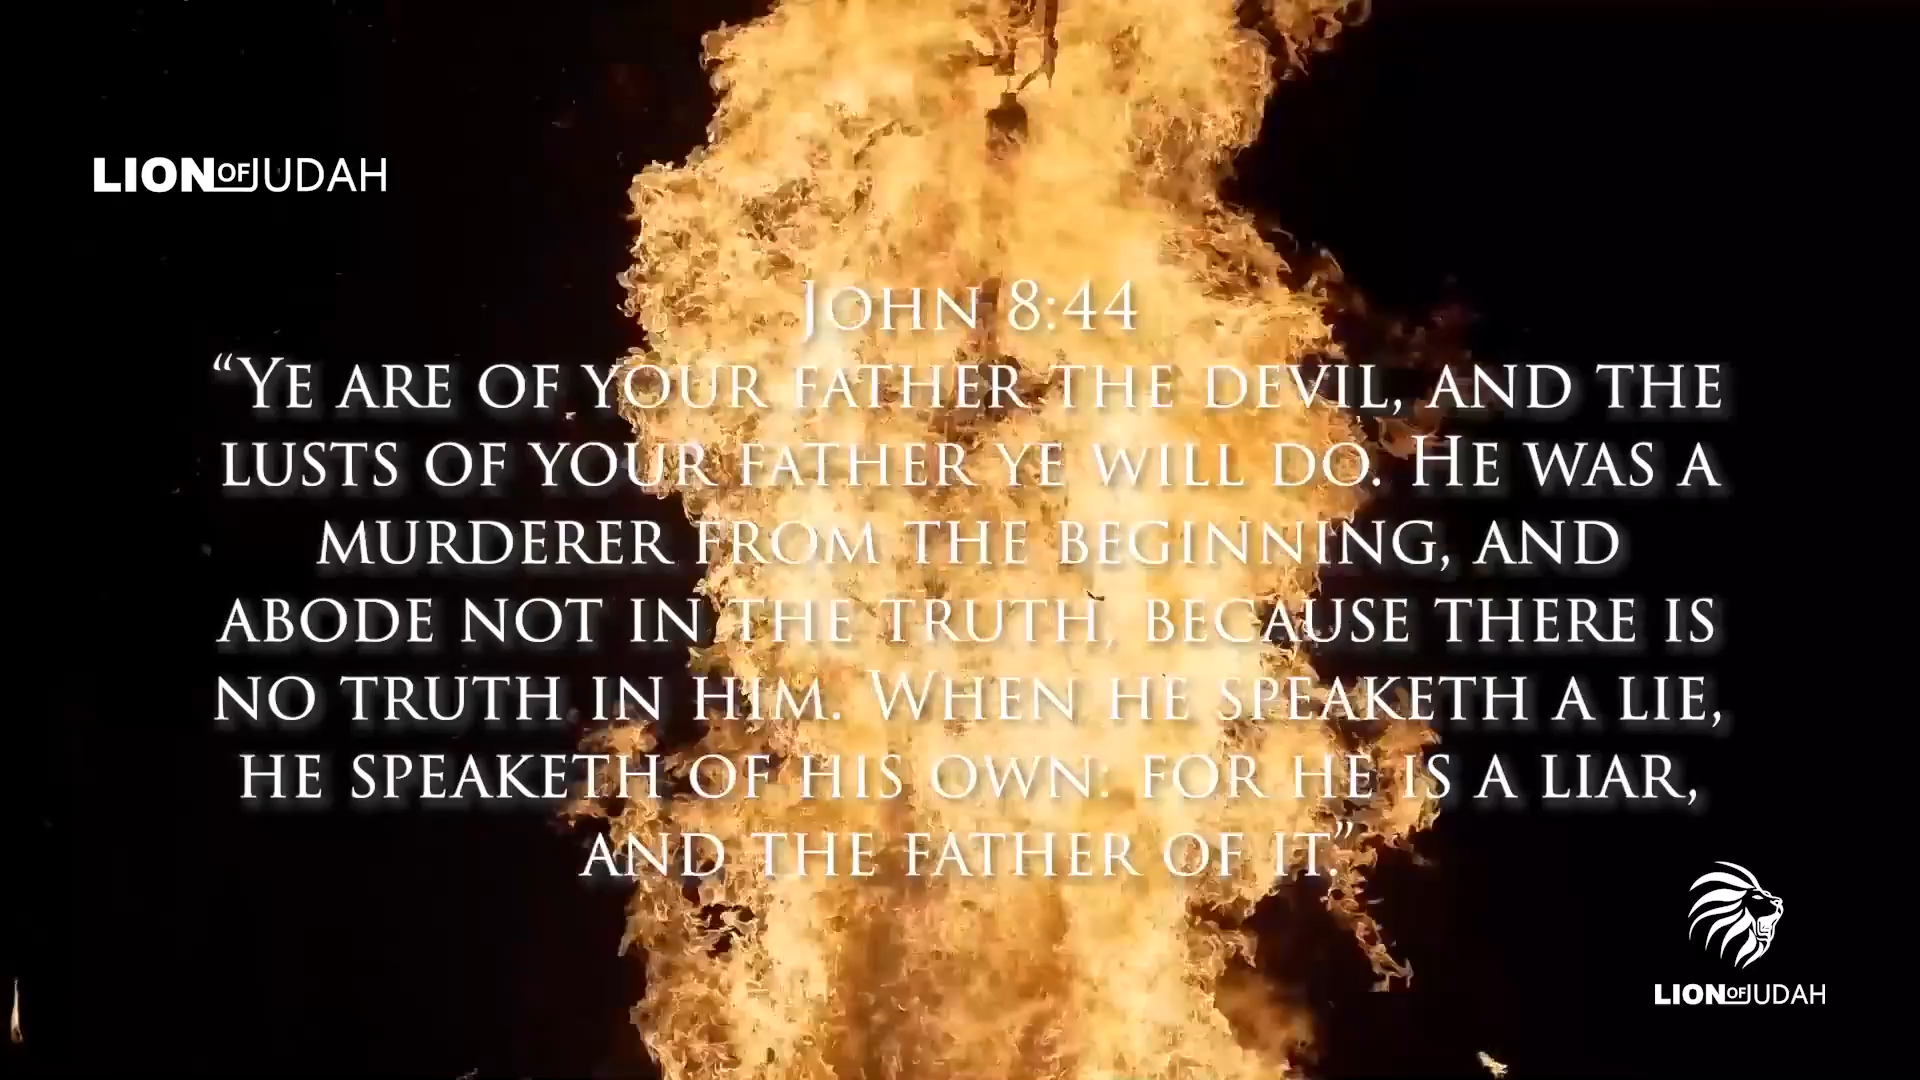 LION OF JUDAH
John 8:44
“Ye are of your father the devil, and the
lusts of your father ye will do. He was a
murderer from the beginning, and
abode not in the truth, because there is
no truth in him. When he speaketh a lie,
he speaketh of his own: for he is a liar,
and the father of it.”
LION OF JUDAH